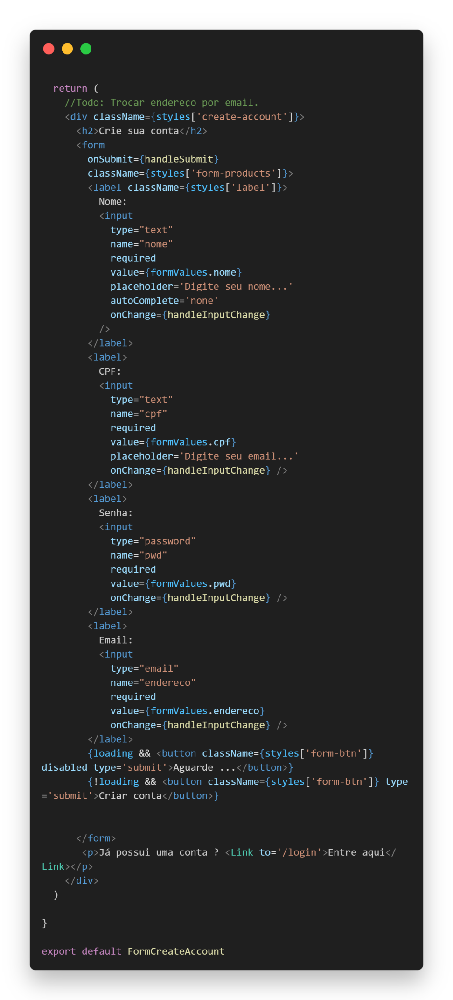 return (
//Todo: Trocar endereço por email.
<div className={styles['create-account']}>
<h2>Crie sua conta</h2>
<form
onSubmit={handleSubmit}
className={styles['form-products']}>
<label className={styles['label']}>
Nome:
<input
type="text"
name="nome"
required
value={formValues.nome}
placeholder='Digite seu nome...'
autoComplete='none'
onChange={handleInputChange}
/>
</label>
<label>
CPF:
<input
type="text"
name="cpf"
required
value={formValues.cpf}
placeholder='Digite seu email...'
onChange={handleInputChange} />
</label>
<label>
Senha:
<input
type="password"
name="pwd"
required
value={formValues.pwd}
onChange={handleInputChange} />
</label>
<label>
Email:
<input
type="email"
name="endereco"
required
value={formValues.endereco}
onChange={handleInputChange} />
</label>
{loading && <button className={styles['form-btn']}
disabled type='submit'>Aguarde ...</button>}
{!loading && <button className={styles['form-btn']} type
='submit'>Criar conta</button>}
</form>
<p>Já possui uma conta ? <Link to='/login'>Entre aqui</
Link></p>
</div>
)
}
export default FormCreateAccount